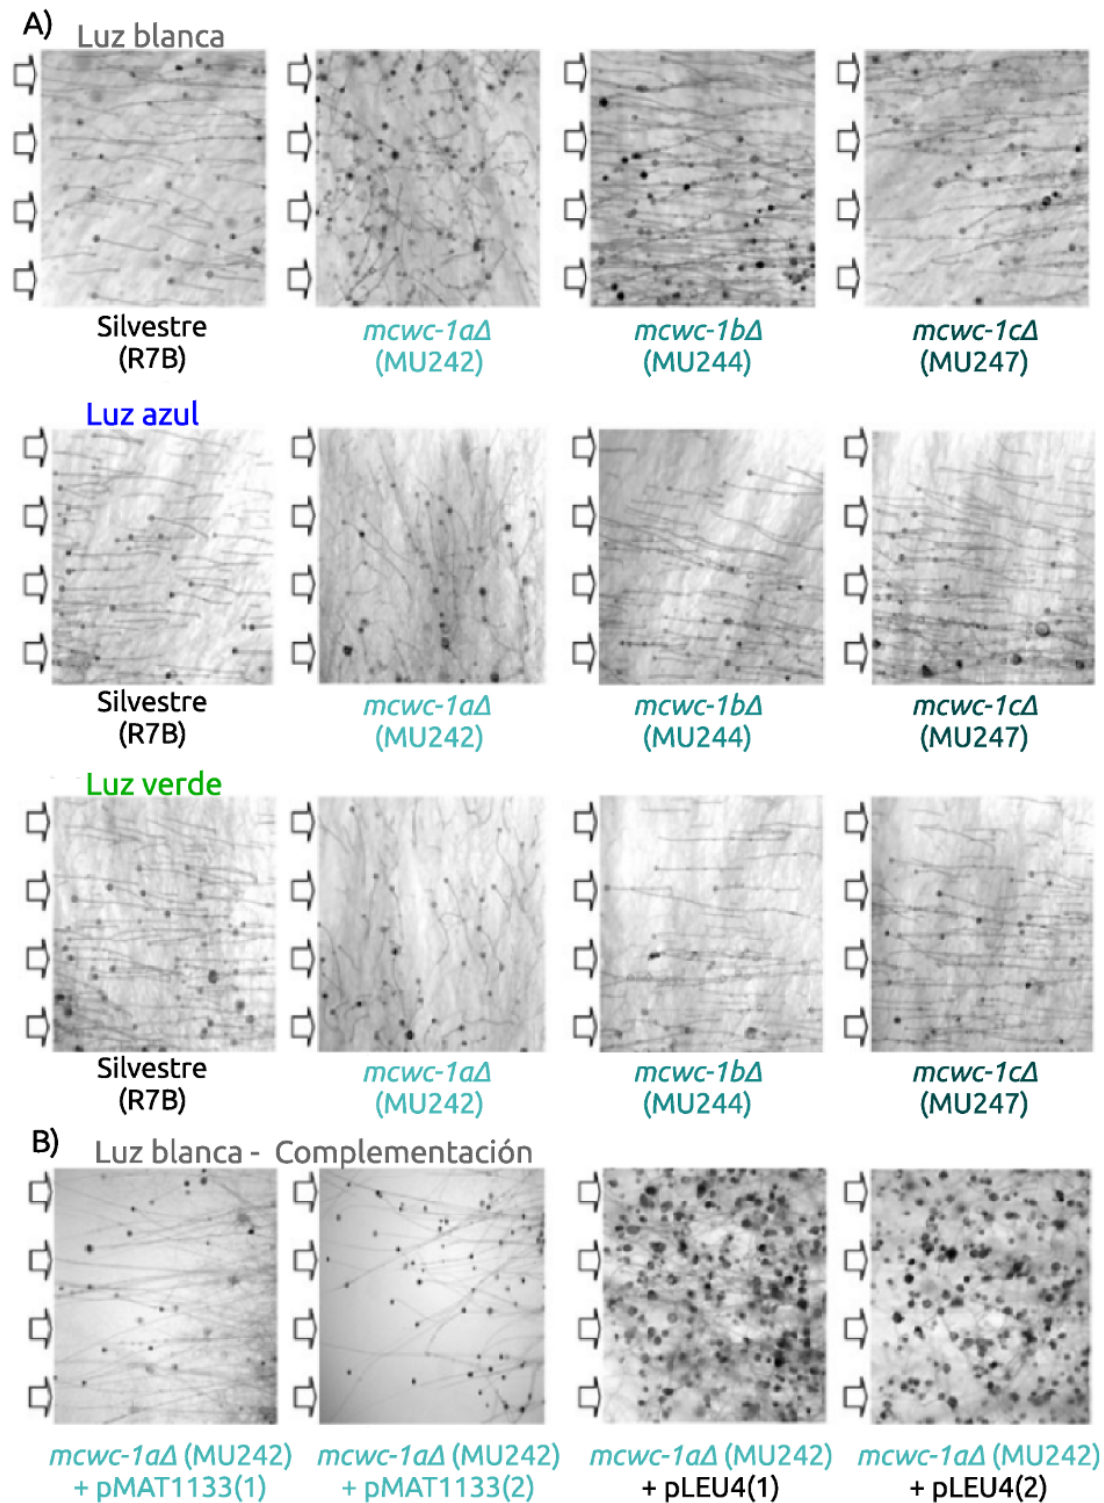 A)
Luz blanca
Silvestre mcwc-1aΔ mcwc-1bΔ mcwc-1cΔ
(R7B) (MU242) (MU244) (MU247)
Luz azul
Silvestre mcwc-1aΔ mcwc-1bΔ mcwc-1cΔ
(R7B) (MU242) (MU244) (MU247)
Luz verde
Silvestre mcwc-1aΔ mcwc-1bΔ mcwc-1cΔ
(R7B) (MU242) (MU244) (MU247)
B)
Luz blanca - Complementación
mcwc-1aΔ (MU242) mcwc-1aΔ (MU242) mcwc-1aΔ (MU242) mcwc-1aΔ (MU242)
+ pMAT1133(1) + pMAT1133(2) + pLEU4(1) + pLEU4(2)